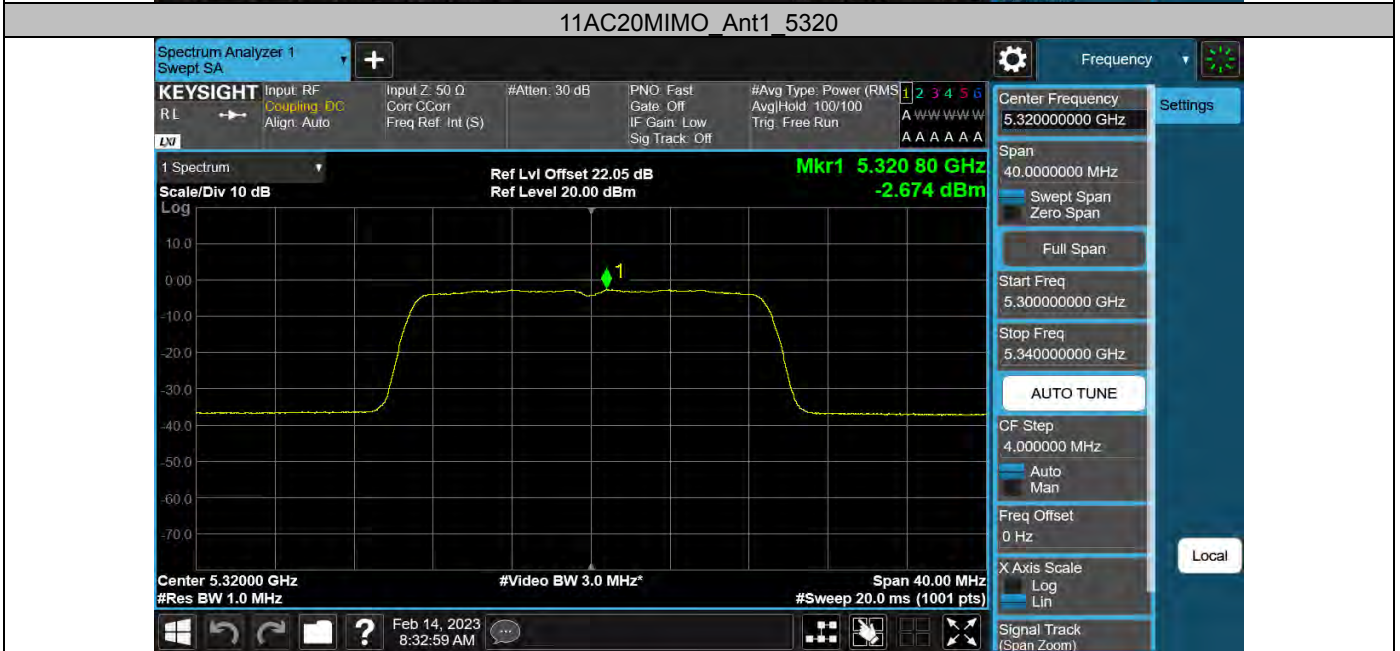 11AC20MIMO_Ant1_5320
Spectrum Analyzer 1
Swept SA
Frequency
KEYSIGHT
R L
LXI
Input: RF
Coupling: DC
Align: Auto
Input Z: 50 Ω
Corr CCorr
Freq Ref: Int (S)
#Atten: 30 dB
PNO: Fast
Gate: Off
IF Gain: Low
Sig Track: Off
#Avg Type: Power (RMS
Avg|Hold: 100/100
Trig: Free Run
1 2 3 4 5 6
A W W W W W
A A A A A A
Center Frequency
5.320000000 GHz
Settings
Span
40.0000000 MHz
Swept Span
Zero Span
Full Span
Start Freq
5.300000000 GHz
Stop Freq
5.340000000 GHz
AUTO TUNE
CF Step
4.000000 MHz
Auto
Man
Freq Offset
0 Hz
X Axis Scale
Log
Lin
Signal Track
(Span Zoom)
Local
1 Spectrum
Scale/Div 10 dB
Log
Ref Lvl Offset 22.05 dB
Ref Level 20.00 dBm
Mkr1 5.320 80 GHz
-2.674 dBm
10.0
0.00
-10.0
-20.0
-30.0
-40.0
-50.0
-60.0
-70.0
1
Center 5.32000 GHz
#Res BW 1.0 MHz
#Video BW 3.0 MHz*
Span 40.00 MHz
#Sweep 20.0 ms (1001 pts)
?
Feb 14, 2023
8:32:59 AM